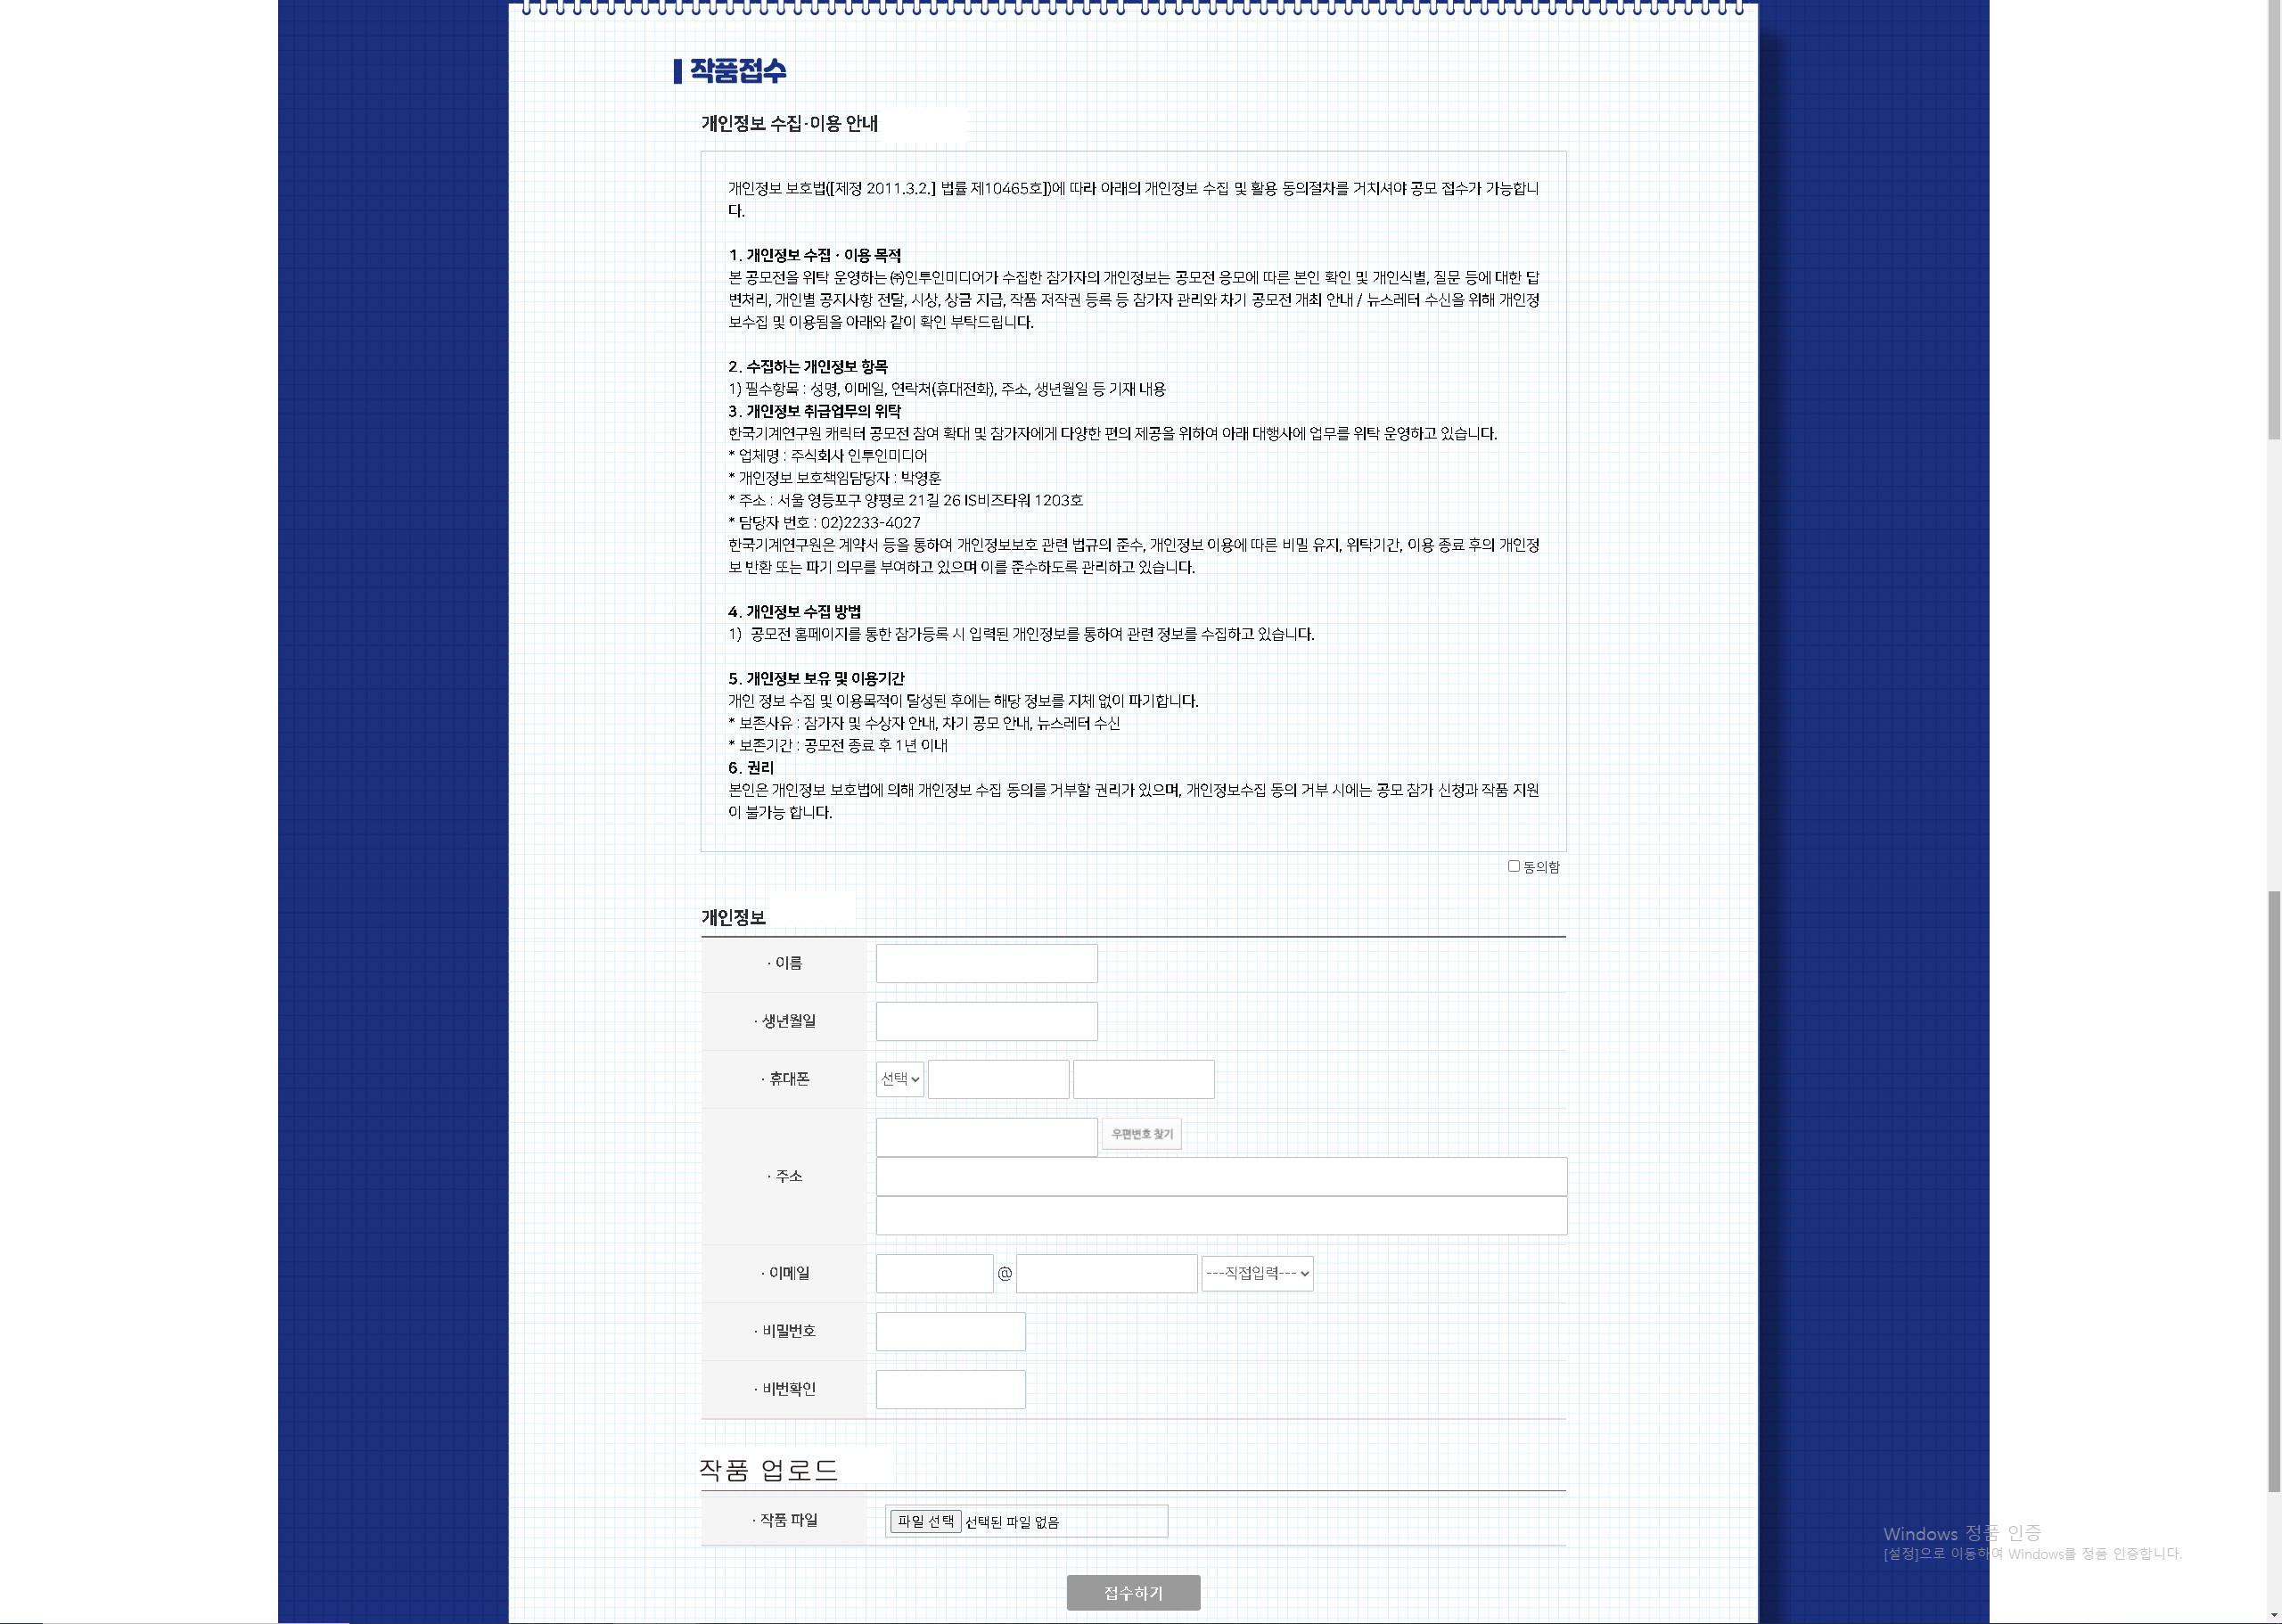 작품접수
개인정보 수집·이용 안내
개인정보 보호법([제정 2011.3.2.] 법률 제10465호])에 따라 아래의 개인정보 수집 및 활용 동의절차를 거치셔야 공모 접수가 가능합니
다.
1. 개인정보 수집 · 이용 목적
본 공모전을 위탁 운영하는 ㈜인투인미디어가 수집한 참가자의 개인정보는 공모전 응모에 따른 본인 확인 및 개인식별, 질문 등에 대한 답
변처리, 개인별 공지사항 전달, 시상, 상금 지급, 작품 저작권 등록 등 참가자 관리와 차기 공모전 개최 안내 / 뉴스레터 수신을 위해 개인정
보수집 및 이용됨을 아래와 같이 확인 부탁드립니다.
2. 수집하는 개인정보 항목
1) 필수항목 : 성명, 이메일, 연락처(휴대전화), 주소, 생년월일 등 기재 내용
3. 개인정보 취급업무의 위탁
한국기계연구원 캐릭터 공모전 참여 확대 및 참가자에게 다양한 편의 제공을 위하여 아래 대행사에 업무를 위탁 운영하고 있습니다.
* 업체명 : 주식회사 인투인미디어
* 개인정보 보호책임담당자 : 박영훈
* 주소 : 서울 영등포구 양평로 21길 26 IS비즈타워 1203호
* 담당자 번호 : 02)2233-4027
한국기계연구원은 계약서 등을 통하여 개인정보보호 관련 법규의 준수, 개인정보 이용에 따른 비밀 유지, 위탁기간, 이용 종료 후의 개인정
보 반환 또는 파기 의무를 부여하고 있으며 이를 준수하도록 관리하고 있습니다.
4. 개인정보 수집 방법
1) 공모전 홈페이지를 통한 참가등록 시 입력된 개인정보를 통하여 관련 정보를 수집하고 있습니다.
5. 개인정보 보유 및 이용기간
개인 정보 수집 및 이용목적이 달성된 후에는 해당 정보를 지체 없이 파기합니다.
* 보존사유 : 참가자 및 수상자 안내, 차기 공모 안내, 뉴스레터 수신
* 보존기간 : 공모전 종료 후 1년 이내
6. 권리
본인은 개인정보 보호법에 의해 개인정보 수집 동의를 거부할 권리가 있으며, 개인정보수집 동의 거부 시에는 공모 참가 신청과 작품 지원
이 불가능 합니다.
동의함
개인정보
· 이름
· 생년월일
· 휴대폰 선택
우편번호 찾기
· 주소
· 이메일 @ ---직접입력---
· 비밀번호
· 비번확인
작품 업로드
· 작품 파일 파일 선택 선택된 파일 없음
접수하기
Windows 정품 인증
[설정]으로 이동하여 Windows를 정품 인증합니다.